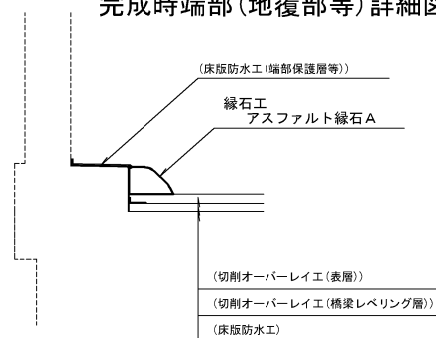 完成時端部(地覆部等)詳細図
(床版防水工(端部保護層等))
縁石工
アスファルト縁石A
(切削オーバーレイ工(表層))
(切削オーバーレイ工(橋梁レベリング層))
(床版防水工)